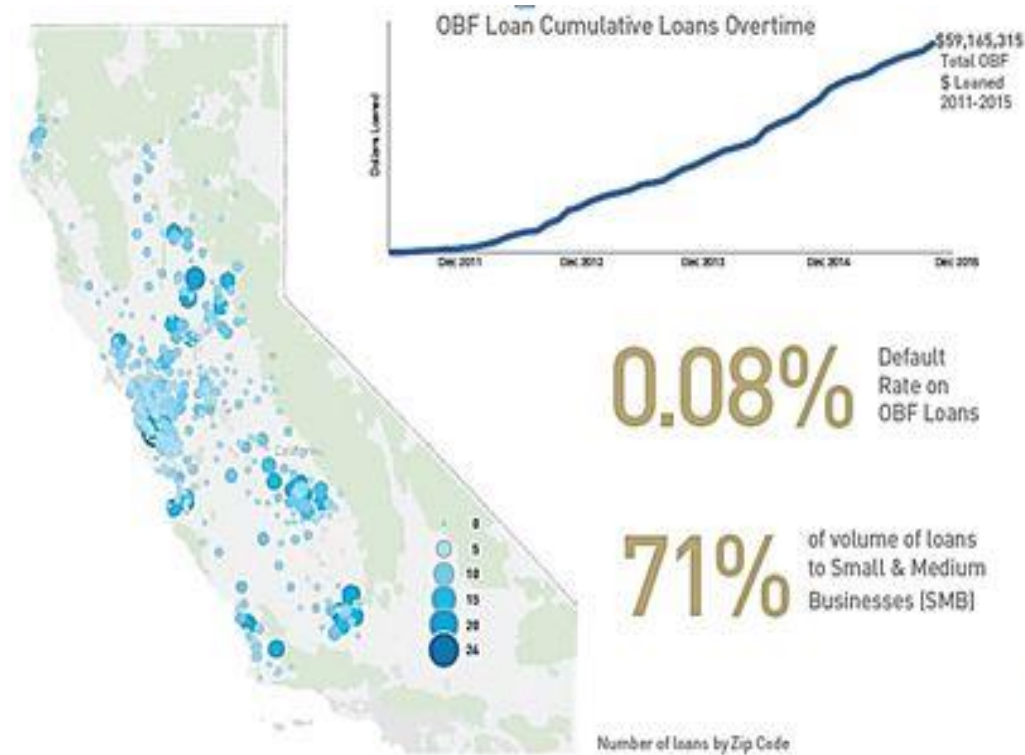 OBF Loan Cumulative Loans Overtime
$59,165,315
Total OBF
$ Loaned
2011-2015
Dollars Loaned
Dec 2011
Dec 2012
Dec 2013
Dec 2014
Dec 2015
0.08%
Default
Rate on
OBF Loans
71%
of volume of loans
to Small & Medium
Businesses (SMB)
0
5
10
15
20
24
Number of loans by Zip Code